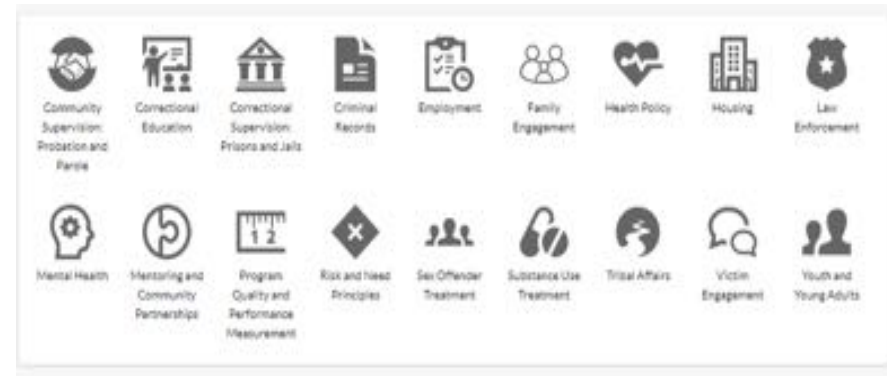 Community
Supervision:
Probation and
Parole
Correctional
Education
Correctional
Supervision:
Prisons and Jails
Criminal
Records
Employment
Family
Engagement
Health Policy
Housing
Law
Enforcement
1 2
Mental Health
Mentoring and
Community
Partnerships
Program
Quality and
Performance
Measurement
Risk and Need
Principles
Sex Offender
Treatment
Substance Use
Treatment
Tribal Affairs
Victim
Engagement
Youth and
Young Adults